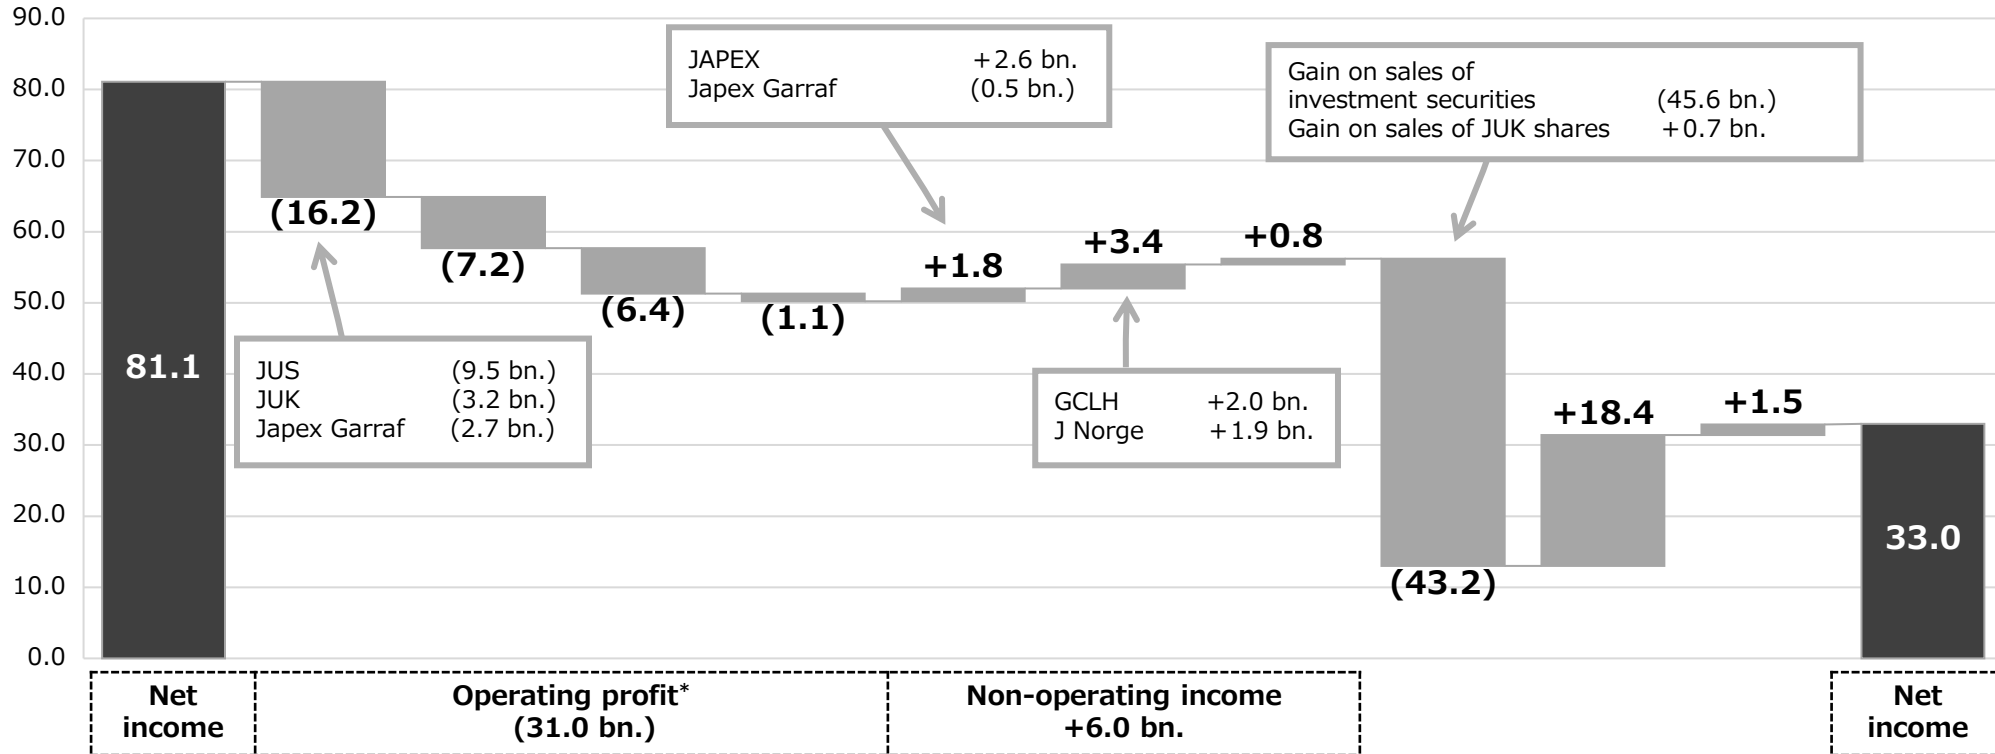 90.0
80.0
70.0
60.0
50.0
40.0
30.0
20.0
10.0
0.0
81.1
(16.2)
(7.2)
(6.4)
(1.1)
+1.8
+3.4
+0.8
(43.2)
+18.4
+1.5
33.0
JUS (9.5 bn.)
JUK (3.2 bn.)
Japex Garraf (2.7 bn.)
JAPEX +2.6 bn.
Japex Garraf (0.5 bn.)
GCLH +2.0 bn.
J Norge +1.9 bn.
Gain on sales of
investment securities (45.6 bn.)
Gain on sales of JUK shares +0.7 bn.
Net
income
Operating profit*
(31.0 bn.)
Non-operating income
+6.0 bn.
Net
income